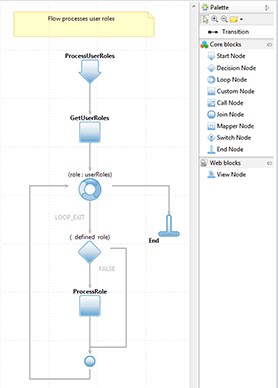 Flow processes user roles
ProcessUserRoles
GetUserRoles
(role : userRoles)
LOOP_EXIT
End
( defined role)
FALSE
ProcessRole
Palette
Transition
Core blocks
Start Node
Decision Node
Loop Node
Custom Node
Call Node
Join Node
Mapper Node
Switch Node
End Node
Web blocks
View Node